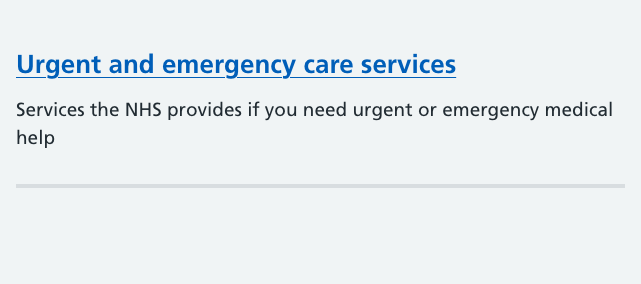 Urgent and emergency care services
Services the NHS provides if you need urgent or emergency medical
help